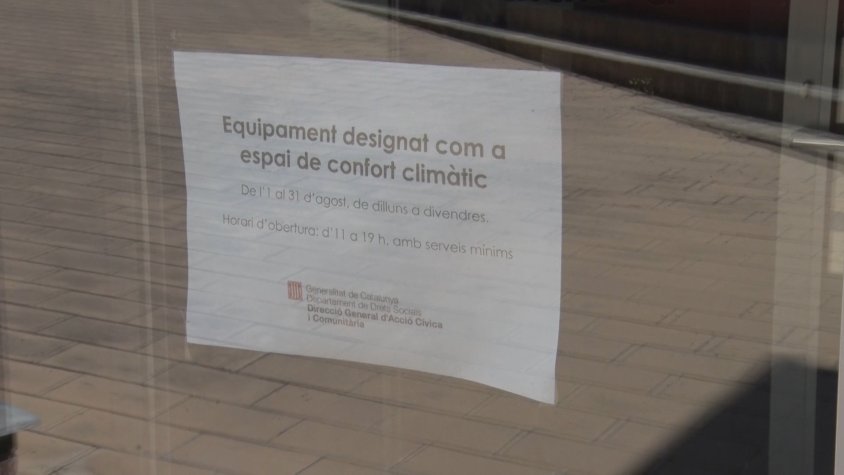 Equipament designat com a
espai de confort climàtic
De l'1 al 31 d'agost, de dilluns a divendres.
Horari d'obertura: d'11 a 19 h, amb serveis mínims
Generalitat de Catalunya
Departament de Drets Socials
Direcció General d'Acció Cívica
i Comunitària